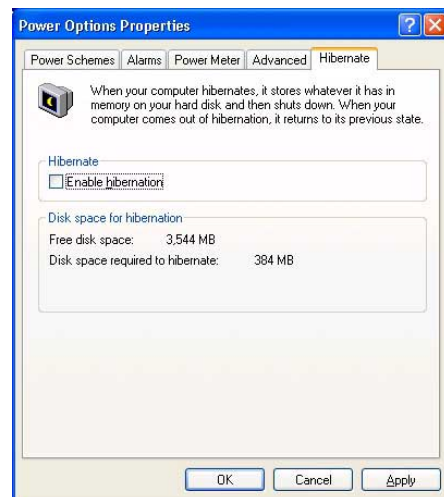 Power Options Properties
Power Schemes Alarms Power Meter Advanced Hibernate
When your computer hibernates, it stores whatever it has in
memory on your hard disk and then shuts down. When your
computer comes out of hibernation, it returns to its previous state.
Hibernate
Enable hibernation
Disk space for hibernation
Free disk space: 3,544 MB
Disk space required to hibernate: 384 MB
OK Cancel Apply